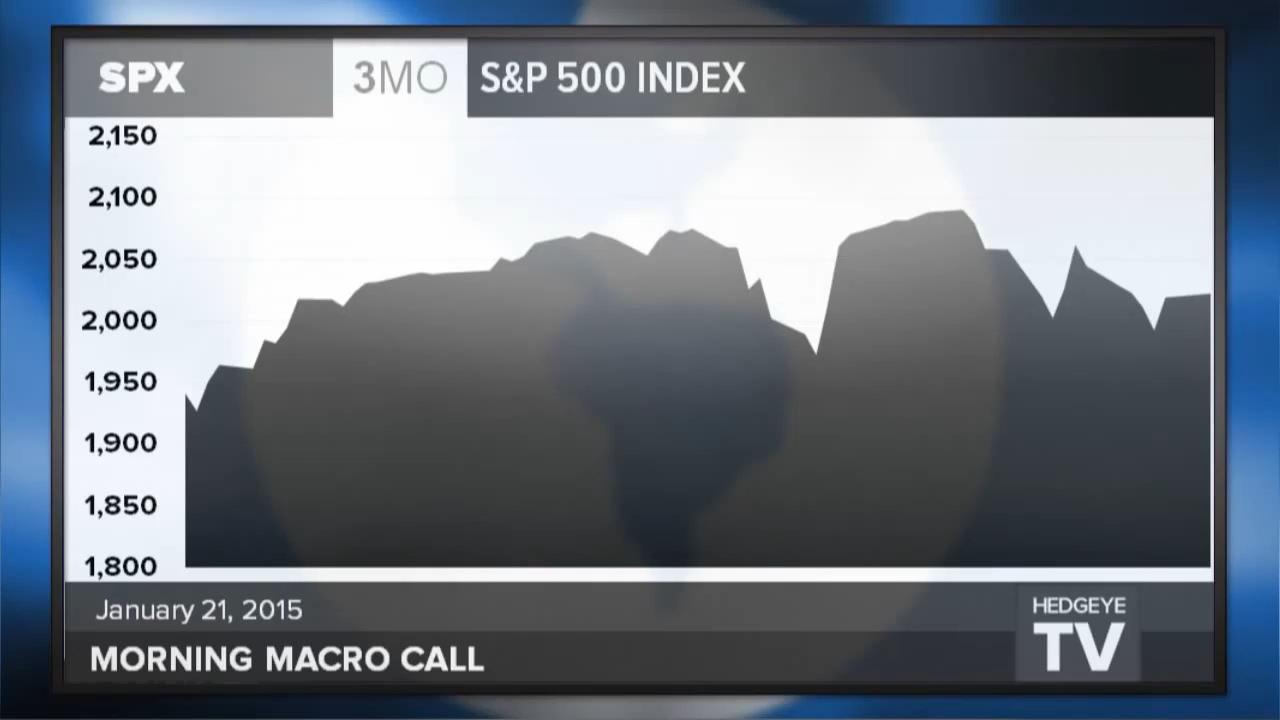 SPX 3MO S&P 500 INDEX
2,150
2,100
2,050
2,000
1,950
1,900
1,850
1,800
January 21, 2015
MORNING MACRO CALL
HEDGEYE
TV